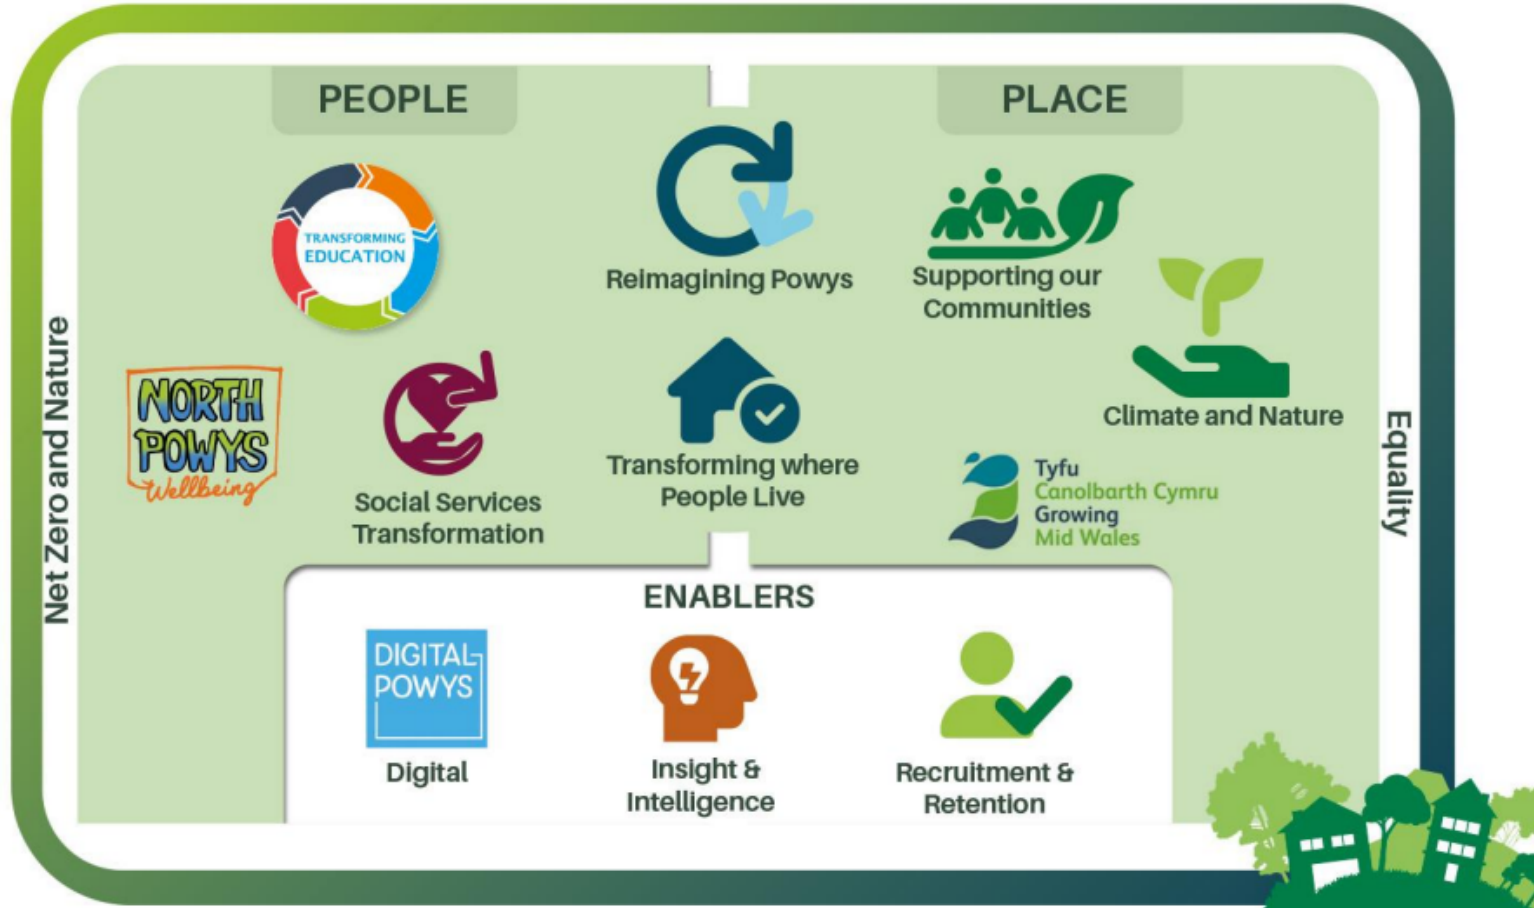 PEOPLE
PLACE
TRANSFORMING
EDUCATION
Reimagining Powys
Supporting our
Communities
NORTH
POWYS
Wellbeing
Social Services
Transformation
Transforming where
People Live
Climate and Nature
Tyfu
Canolbarth Cymru
Growing
Mid Wales
Net Zero and Nature
Equality
ENABLERS
DIGITAL
POWYS
Digital
Insight &
Intelligence
Recruitment &
Retention